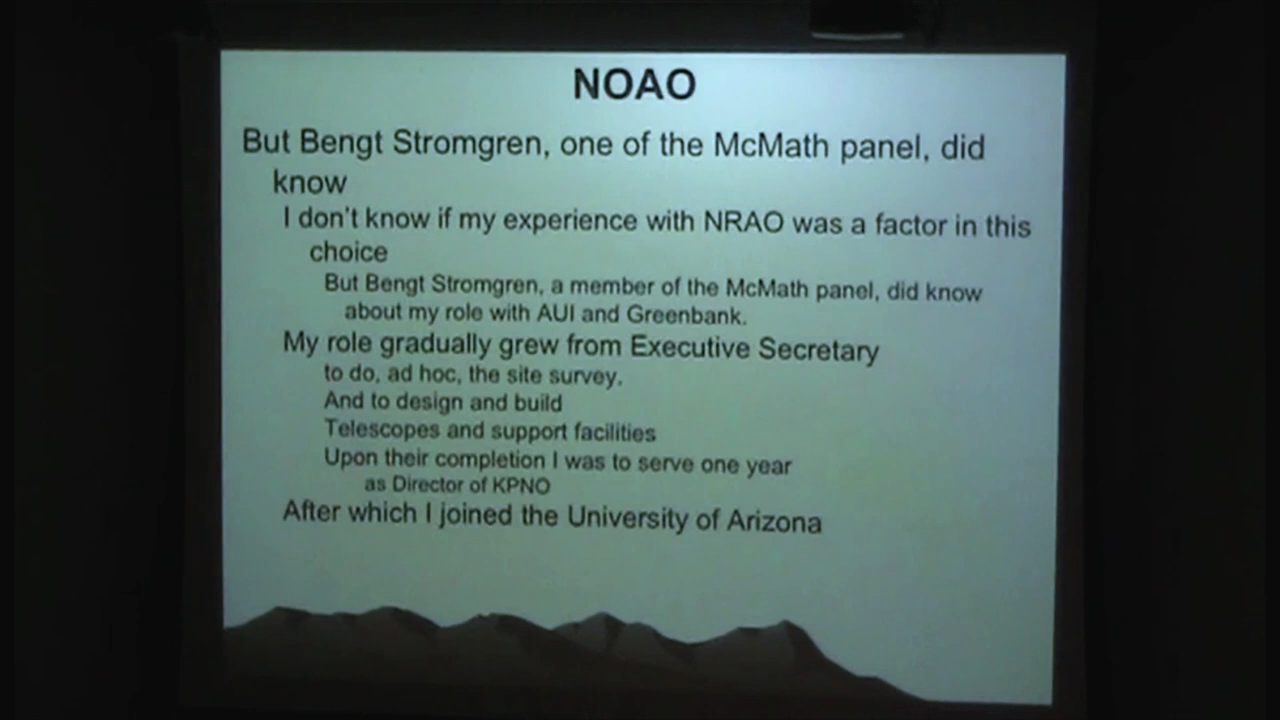 NOAO
But Bengt Stromgren, one of the McMath panel, did
know
I don't know if my experience with NRAO was a factor in this
choice
But Bengt Stromgren, a member of the McMath panel, did know
about my role with AUI and Greenbank.
My role gradually grew from Executive Secretary
to do, ad hoc, the site survey.
And to design and build
Telescopes and support facilities
Upon their completion I was to serve one year
as Director of KPNO
After which I joined the University of Arizona